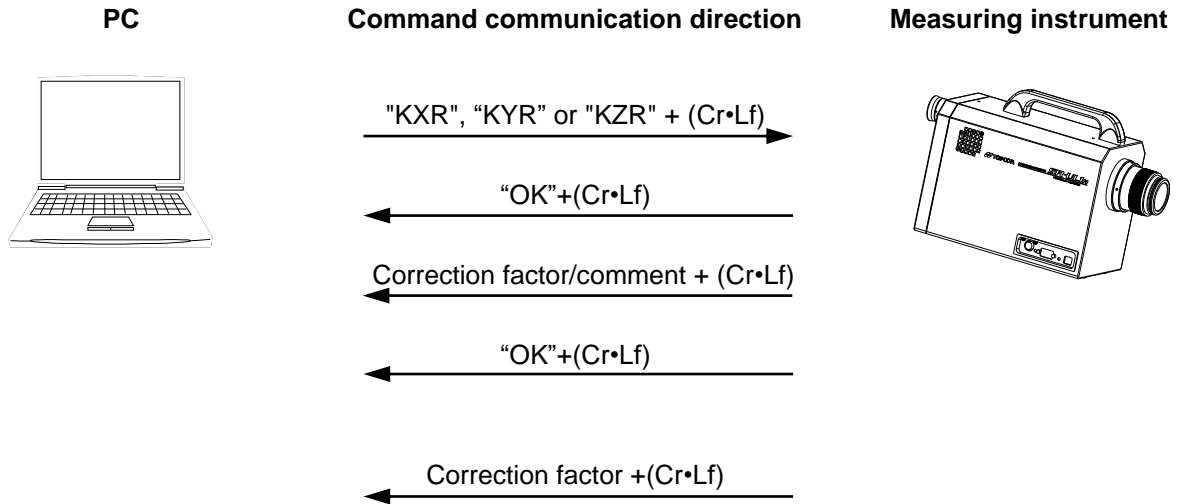 PC Command communication direction Measuring instrument
"KXR", “KYR” or "KZR" + (Cr•Lf)
“OK”+(Cr•Lf)
Correction factor/comment + (Cr•Lf)
“OK”+(Cr•Lf)
Correction factor +(Cr•Lf)
TOPCON